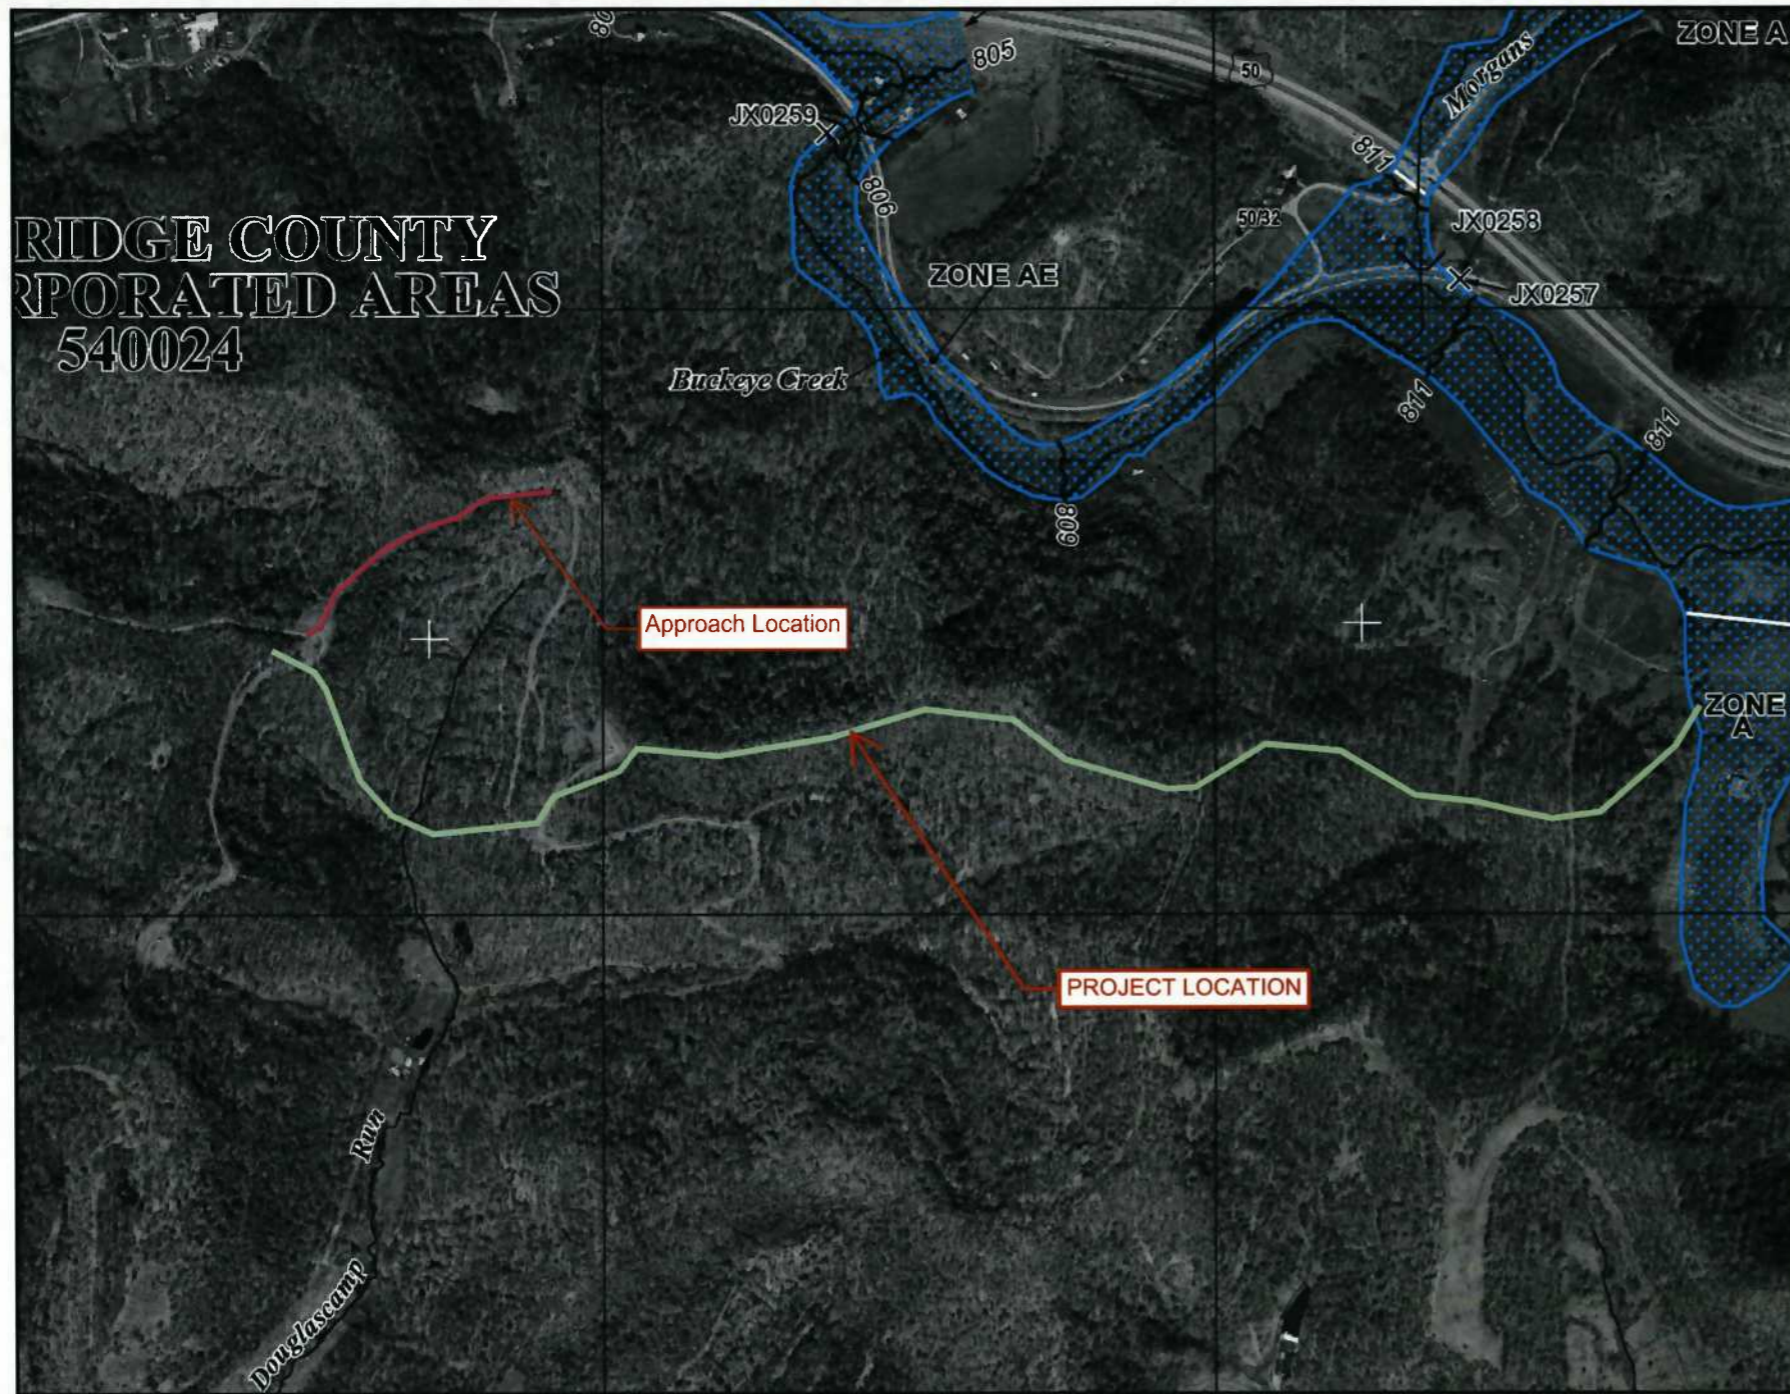 ZONE A
805
50
Morgans
JX0259
811
806
50/32
JX0258
RIDGE COUNTY
RPORATED AREAS
540024
ZONE AE
JX0257
Buckeye Creek
811
811
809
Approach Location
ZONE
A
PROJECT LOCATION
Run
Douglascamp